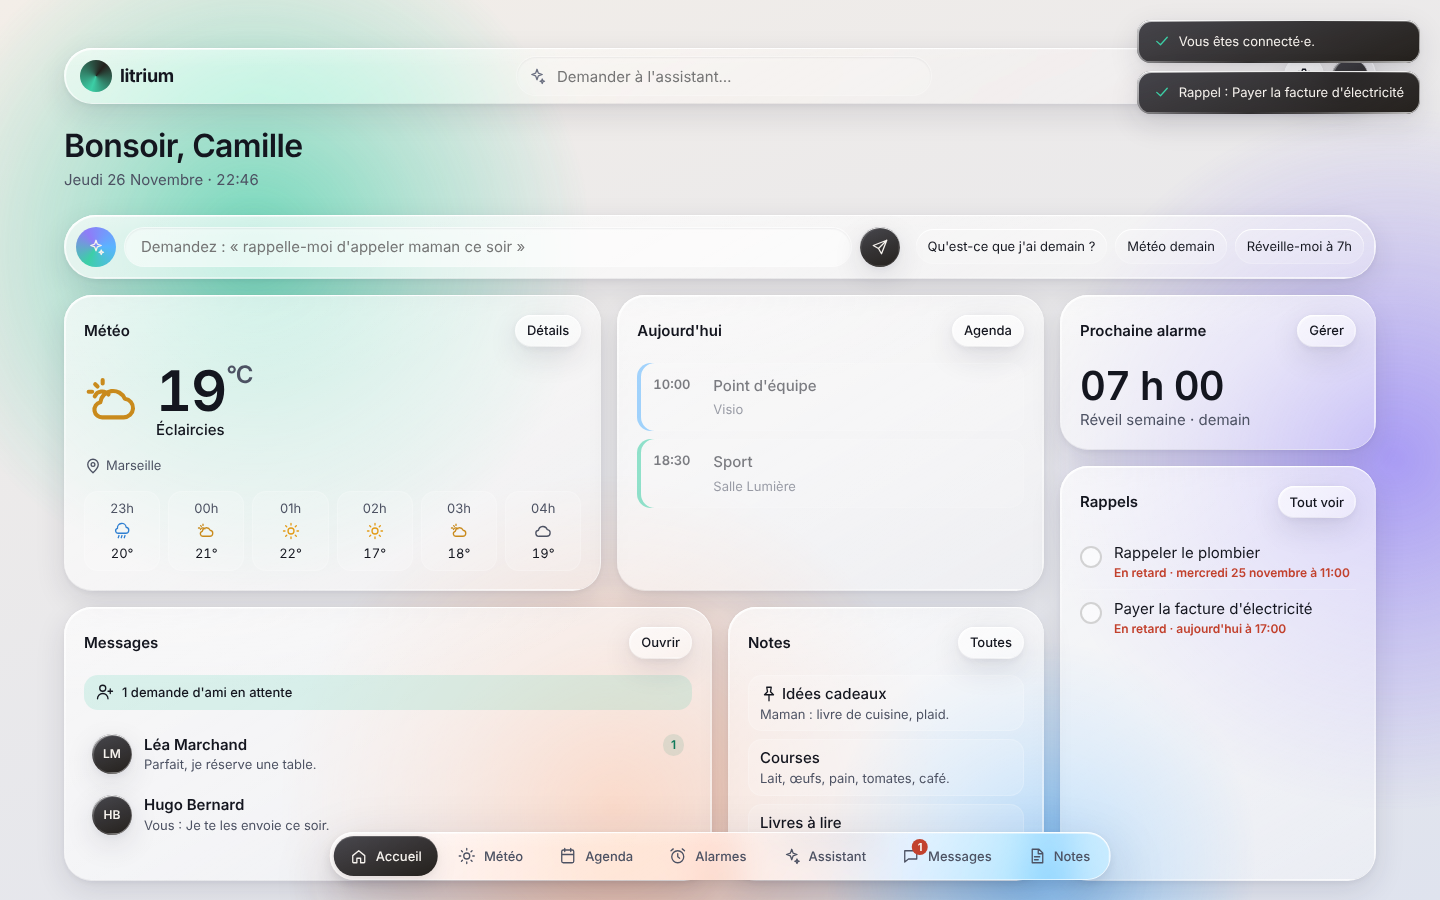 litrium
Demander à l'assistant...
Vous êtes connecté·e.
Rappel : Payer la facture d'électricité
Bonsoir, Camille
Jeudi 26 Novembre · 22:46
Demandez : « rappelle-moi d'appeler maman ce soir »
Qu'est-ce que j'ai demain ?
Météo demain
Réveille-moi à 7h
Météo
Détails
19°C
Éclaircies
Marseille
23h 00h 01h 02h 03h 04h
20° 21° 22° 17° 18° 19°
Aujourd'hui
Agenda
10:00 Point d'équipe
Visio
18:30 Sport
Salle Lumière
Prochaine alarme
Gérer
07 h 00
Réveil semaine · demain
Rappels
Tout voir
Rappeler le plombier
En retard · mercredi 25 novembre à 11:00
Payer la facture d'électricité
En retard · aujourd'hui à 17:00
Messages
Ouvrir
1 demande d'ami en attente
LM
Léa Marchand
1
Parfait, je réserve une table.
HB
Hugo Bernard
Vous : Je te les envoie ce soir.
Notes
Toutes
Idées cadeaux
Maman : livre de cuisine, plaid.
Courses
Lait, œufs, pain, tomates, café.
Livres à lire
Accueil
Météo
Agenda
Alarmes
Assistant
1
Messages
Notes